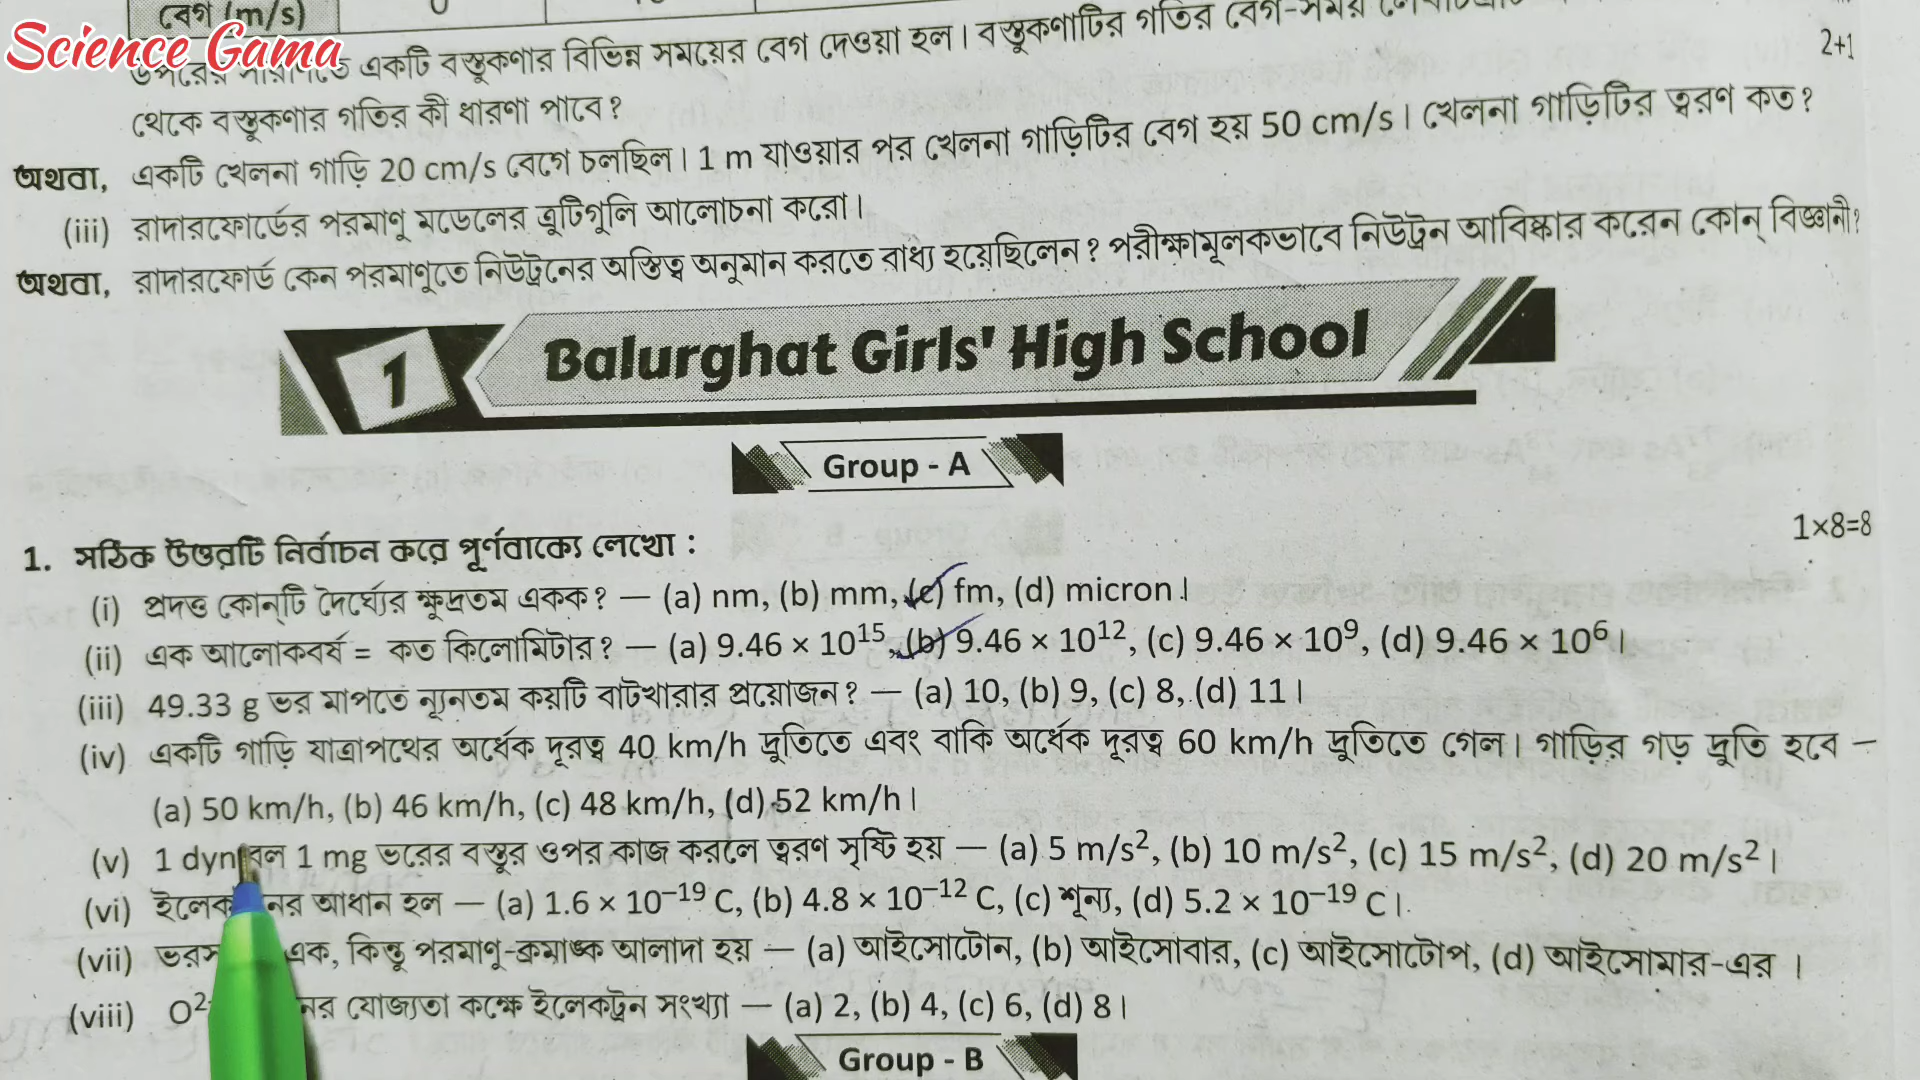 বেগ (m/s)
Science Gama
একটি বস্তুকণার বিভিন্ন সময়ের বেগ দেওয়া হল। বস্তুকণাটির গতির বেগ-সময়
2+1
থেকে বস্তুকণার গতির কী ধারণা পাবে?
অথবা, একটি খেলনা গাড়ি 20 cm/s বেগে চলছিল। 1 m যাওয়ার পর খেলনা গাড়িটির বেগ হয় 50 cm/s। খেলনা গাড়িটির ত্বরণ কত?
(iii) রাদারফোর্ডের পরমাণু মডেলের ত্রুটিগুলি আলোচনা করো।
অথবা, রাদারফোর্ড কেন পরমাণুতে নিউট্রনের অস্তিত্ব অনুমান করতে বাধ্য হয়েছিলেন? পরীক্ষামূলকভাবে নিউট্রন আবিষ্কার করেন কোন্ বিজ্ঞানী?
1 Balurghat Girls' High School
Group - A
1. সঠিক উত্তরটি নির্বাচন করে পূর্ণবাক্যে লেখো : 1×8=8
(i) প্রদত্ত কোন্‌টি দৈর্ঘ্যের ক্ষুদ্রতম একক? — (a) nm, (b) mm, (c) fm, (d) micron।
(ii) এক আলোকবর্ষ = কত কিলোমিটার? — (a) 9.46 × 10¹⁵, (b) 9.46 × 10¹², (c) 9.46 × 10⁹, (d) 9.46 × 10⁶।
(iii) 49.33 g ভর মাপতে ন্যূনতম কয়টি বাটখারার প্রয়োজন? — (a) 10, (b) 9, (c) 8, (d) 11।
(iv) একটি গাড়ি যাত্রাপথের অর্ধেক দূরত্ব 40 km/h দ্রুতিতে এবং বাকি অর্ধেক দূরত্ব 60 km/h দ্রুতিতে গেল। গাড়ির গড় দ্রুতি হবে —
(a) 50 km/h, (b) 46 km/h, (c) 48 km/h, (d) 52 km/h।
(v) 1 dyn বল 1 mg ভরের বস্তুর ওপর কাজ করলে ত্বরণ সৃষ্টি হয় — (a) 5 m/s², (b) 10 m/s², (c) 15 m/s², (d) 20 m/s²।
(vi) আধান হল — (a) 1.6 × 10⁻¹⁹ C, (b) 4.8 × 10⁻¹² C, (c) শূন্য, (d) 5.2 × 10⁻¹⁹ C।
(vii) এক, কিন্তু পরমাণু-ক্রমাঙ্ক আলাদা হয় — (a) আইসোটোন, (b) আইসোবার, (c) আইসোটোপ, (d) আইসোমার-এর।
(viii) যোজ্যতা কক্ষে ইলেকট্রন সংখ্যা — (a) 2, (b) 4, (c) 6, (d) 8।
Group - B